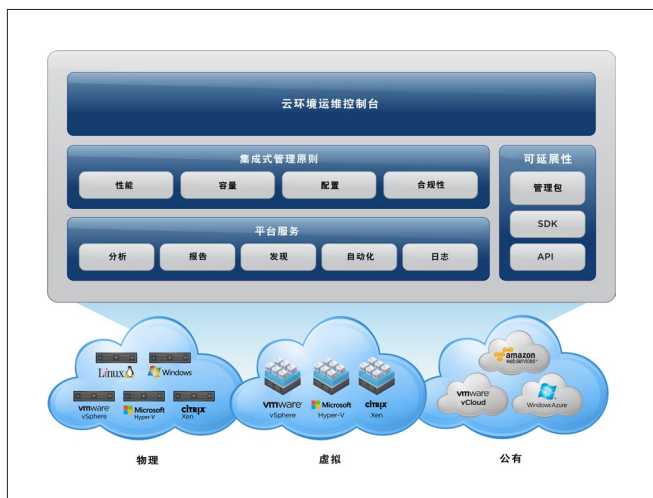 云环境运维控制台
集成式管理原则
性能 容量 配置 合规性
可延展性
管理包
SDK
API
平台服务
分析 报告 发现 自动化 日志
Linux Windows
vmware Microsoft CITRIX
vSphere Hyper-V Xen
vmware Microsoft CITRIX
vSphere Hyper-V Xen
amazon
webservices™
vmware
vCloud
Windows Azure
物理 虚拟 公有